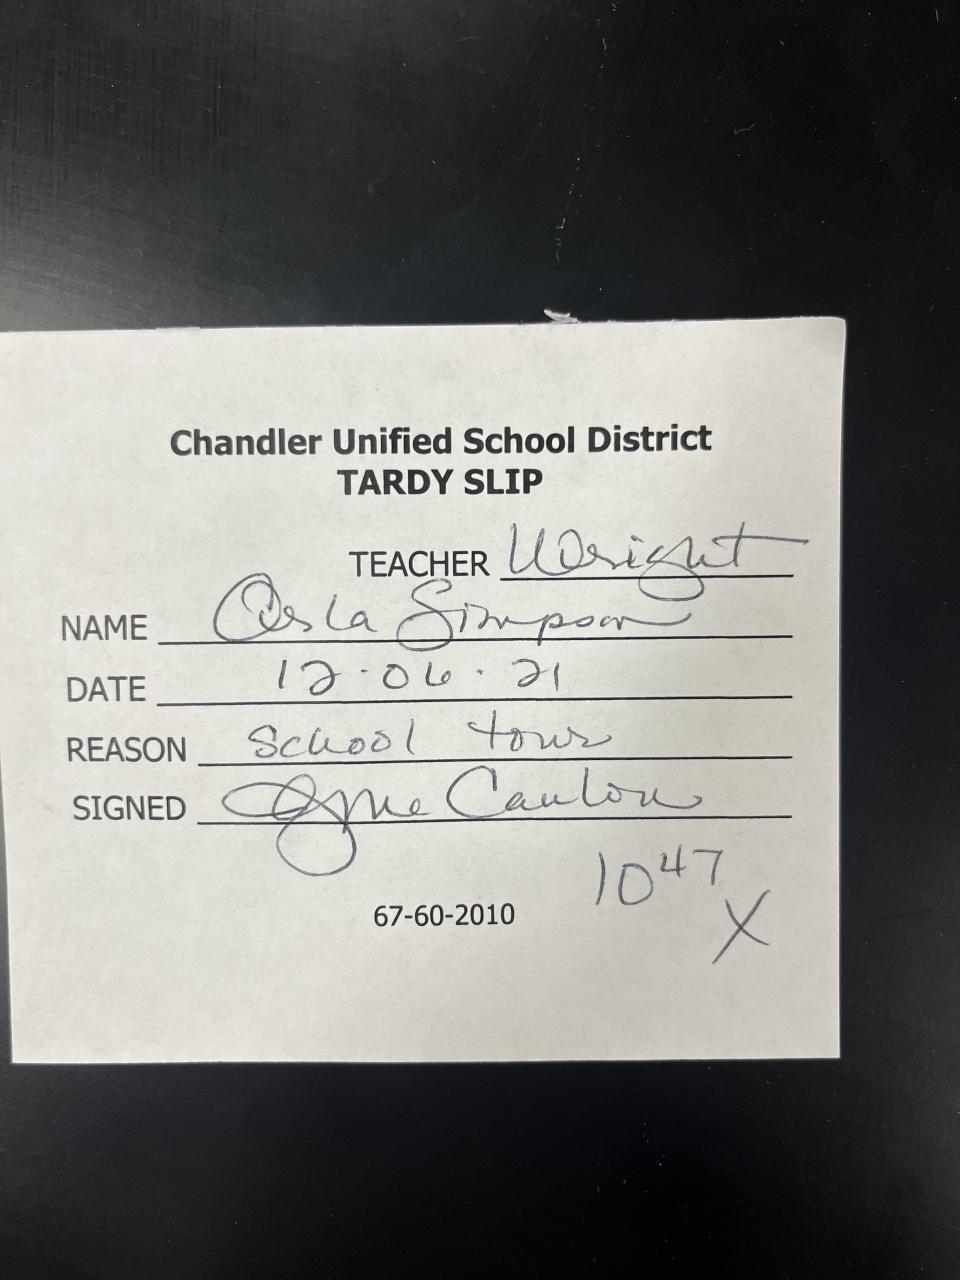 Chandler Unified School District
TARDY SLIP
TEACHER Wright
NAME Simpson
DATE 12.06.21
REASON School tour
SIGNED
10 47
X
67-60-2010